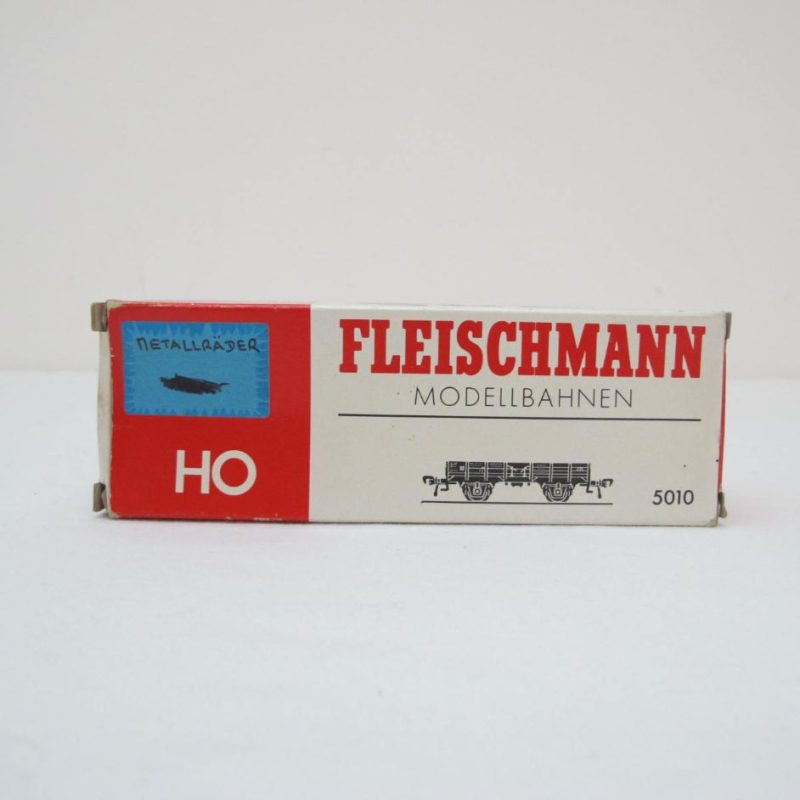 METALLRÄDER
HO
FLEISCHMANN
MODELLBAHNEN
5010